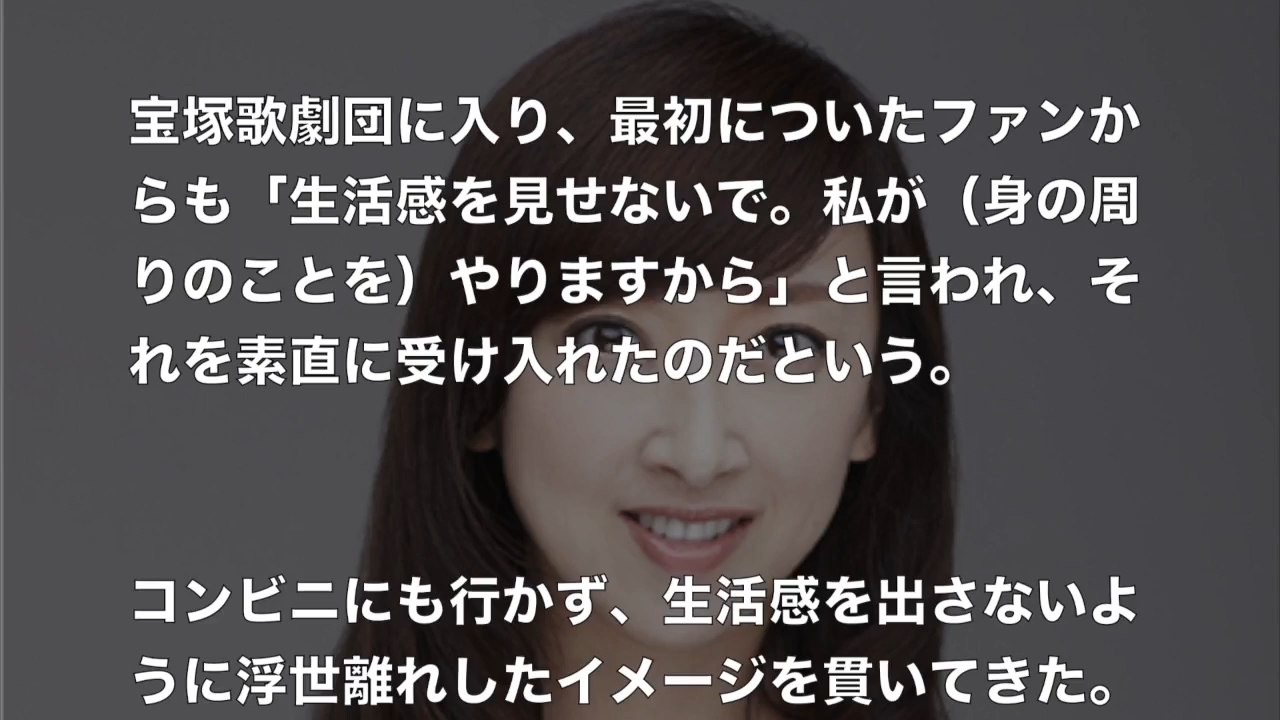 宝塚歌劇団に入り、最初についたファンか
らも「生活感を見せないで。私が（身の周
りのことを）やりますから」と言われ、そ
れを素直に受け入れたのだという。
コンビニにも行かず、生活感を出さないよ
うに浮世離れしたイメージを貫いてきた。